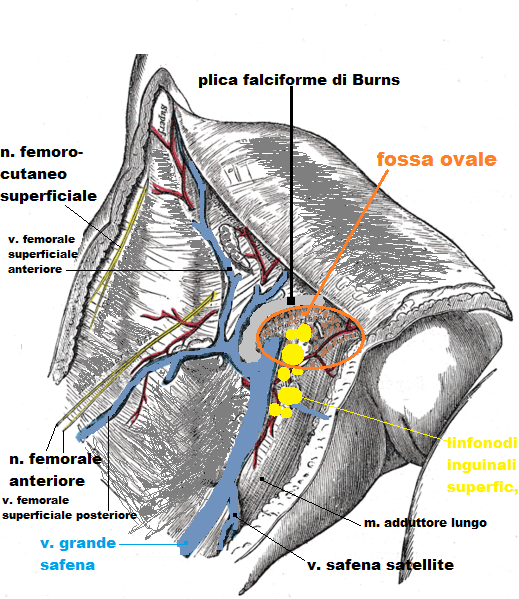 plica falciforme di Burns
fossa ovale
n. femoro-
cutaneo
superficiale
v. femorale
superficiale
anteriore
linfonodi
inguinali
superfic,
n. femorale
anteriore
v. femorale
superficiale posteriore
m. adduttore lungo
v. grande
safena
v. safena satellite